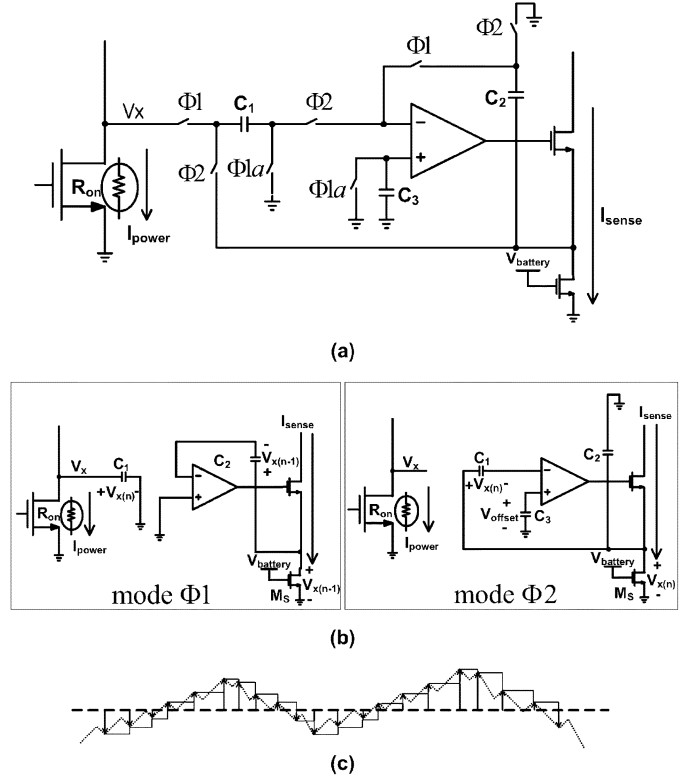 Φ2
Φ1
Vx Φ1 C1 Φ2 C2
−
+
Φ2 Φ1a Φ1a C3
Ron
Ipower
Isense
Vbattery
(a)
Isense
Vx C1 C2 - Vx(n-1) +
+Vx(n)-
−
+
Ron
Ipower
Vbattery
+
Vx(n-1)
MS -
mode Φ1
Isense
Vx C1 C2
+Vx(n)-
−
+
+
Voffset C3
-
Ron
Ipower
Vbattery
+
Vx(n)
MS -
mode Φ2
(b)
(c)